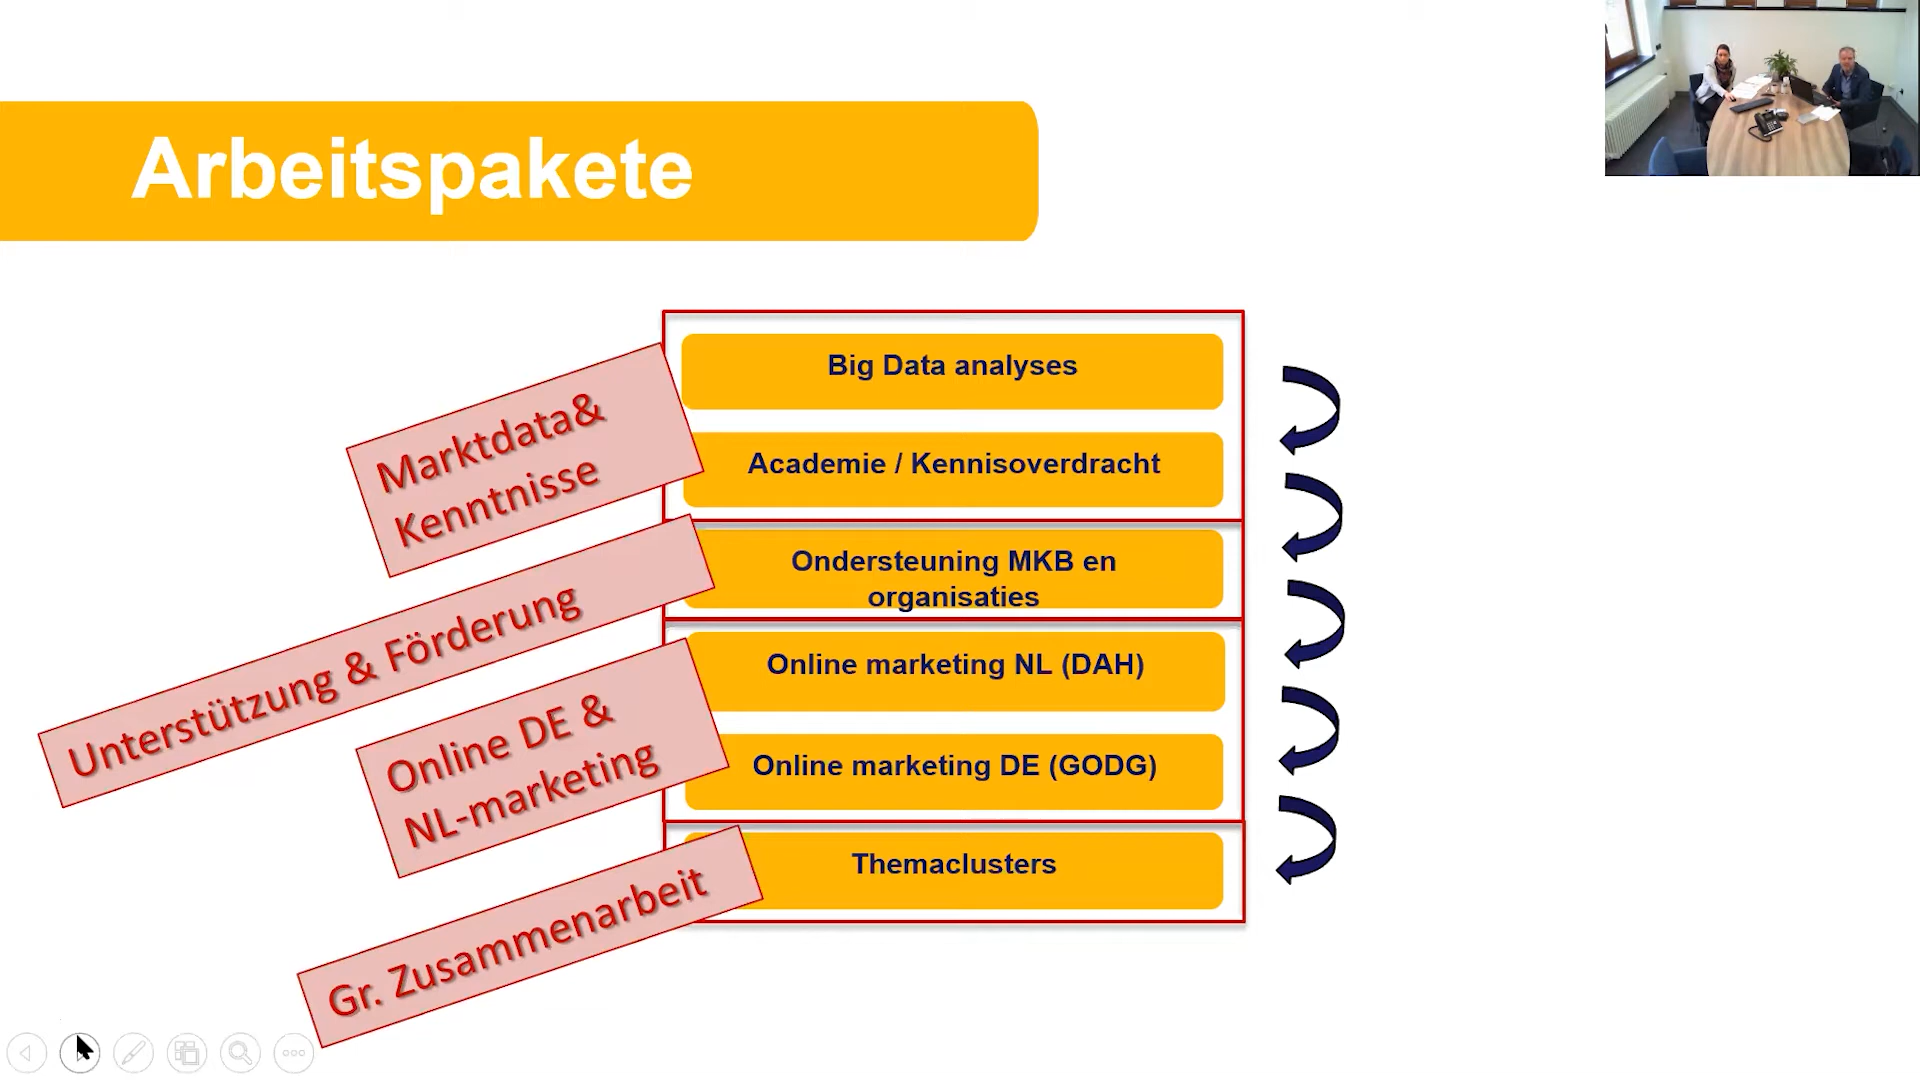 Arbeitspakete
Big Data analyses
Academie / Kennisoverdracht
Ondersteuning MKB en
organisaties
Online marketing NL (DAH)
Online marketing DE (GODG)
Themaclusters
Marktdata&
Kenntnisse
Unterstützung & Förderung
Online DE &
NL-marketing
Gr. Zusammenarbeit